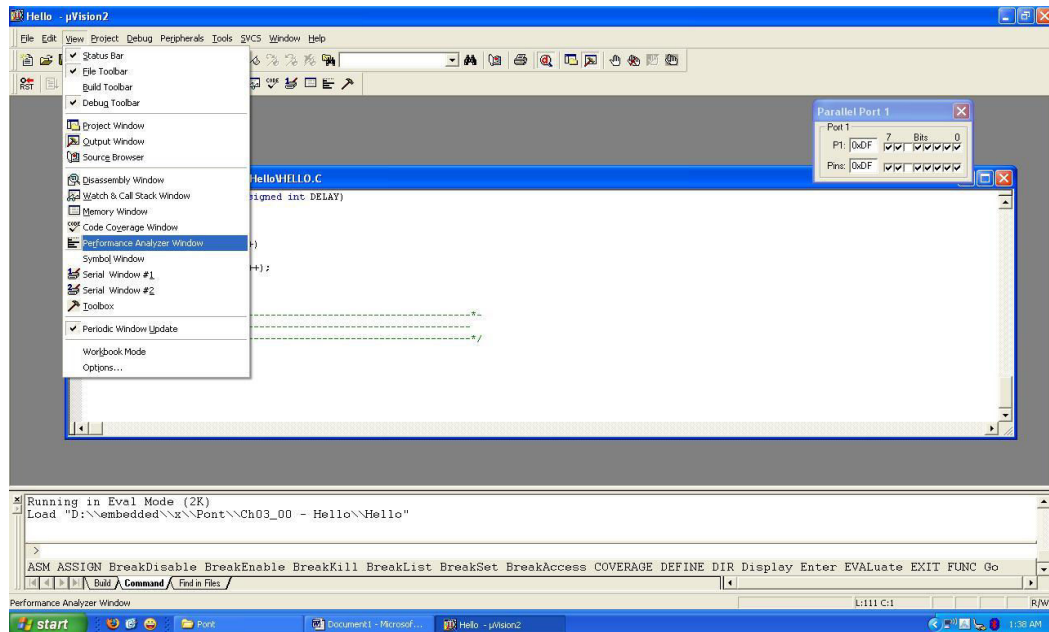 Hello - µVision2
File Edit View Project Debug Peripherals Tools SVCS Window Help
Status Bar
File Toolbar
Build Toolbar
Debug Toolbar
Project Window
Output Window
Source Browser
Disassembly Window
Watch & Call Stack Window
Memory Window
CODE Code Coverage Window
Performance Analyzer Window
Symbol Window
Serial Window #1
Serial Window #2
Toolbox
Periodic Window Update
Workbook Mode
Options...
RST
CODE
Parallel Port 1
Port 1
7 Bits 0
P1: 0xDF
Pins: 0xDF
Hello\HELLO.C
signed int DELAY)
+)
++);
----------------------------------------*-
----------------------------------------
----------------------------------------*/
Running in Eval Mode (2K)
Load "D:\\embedded\\x\\Pont\\Ch03_00 - Hello\\Hello"
>
ASM ASSIGN BreakDisable BreakEnable BreakKill BreakList BreakSet BreakAccess COVERAGE DEFINE DIR Display Enter EVALuate EXIT FUNC Go
Build Command Find in Files
Performance Analyzer Window L:111 C:1 R/W
start Pont Document1 - Microsof... Hello - µVision2 1:38 AM